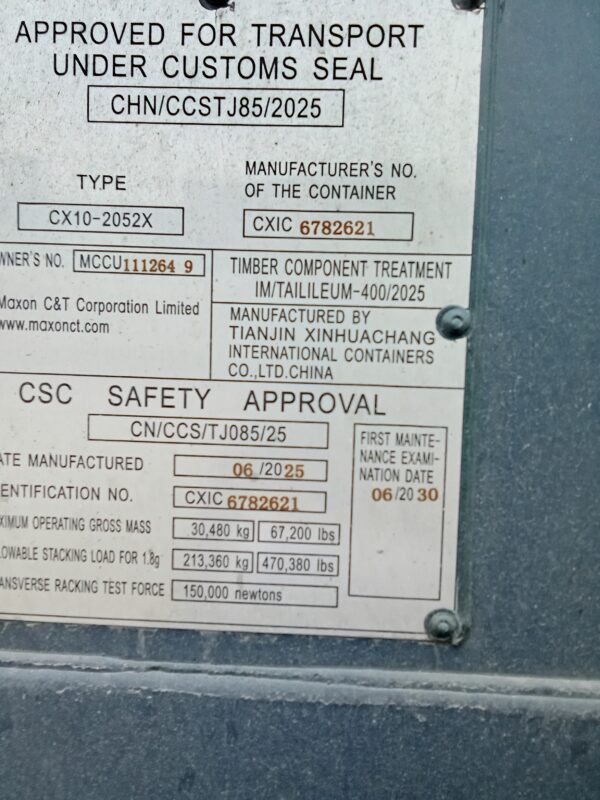 APPROVED FOR TRANSPORT
UNDER CUSTOMS SEAL
CHN/CCSTJ85/2025
TYPE
CX10-2052X
MANUFACTURER'S NO.
OF THE CONTAINER
CXIC 6782621
WNER'S NO. MCCU111264 9
Maxon C&T Corporation Limited
www.maxonct.com
TIMBER COMPONENT TREATMENT
IM/TAILILEUM-400/2025
MANUFACTURED BY
TIANJIN XINHUACHANG
INTERNATIONAL CONTAINERS
CO.,LTD.CHINA
CSC SAFETY APPROVAL
CN/CCS/TJ085/25
ATE MANUFACTURED 06/2025
ENTIFICATION NO. CXIC 6782621
XIMUM OPERATING GROSS MASS 30,480 kg 67,200 lbs
LOWABLE STACKING LOAD FOR 1.8g 213,360 kg 470,380 lbs
ANSVERSE RACKING TEST FORCE 150,000 newtons
FIRST MAINTE-
NANCE EXAMI-
NATION DATE
06/2030